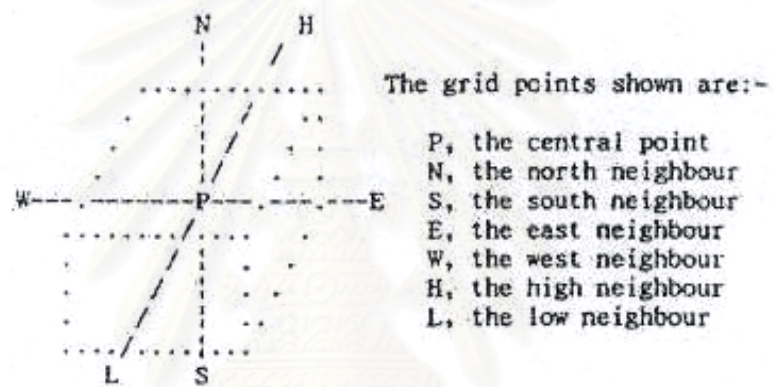 N H
The grid points shown are:-
P, the central point
N, the north neighbour
W P E S, the south neighbour
E, the east neighbour
W, the west neighbour
H, the high neighbour
L, the low neighbour
L S